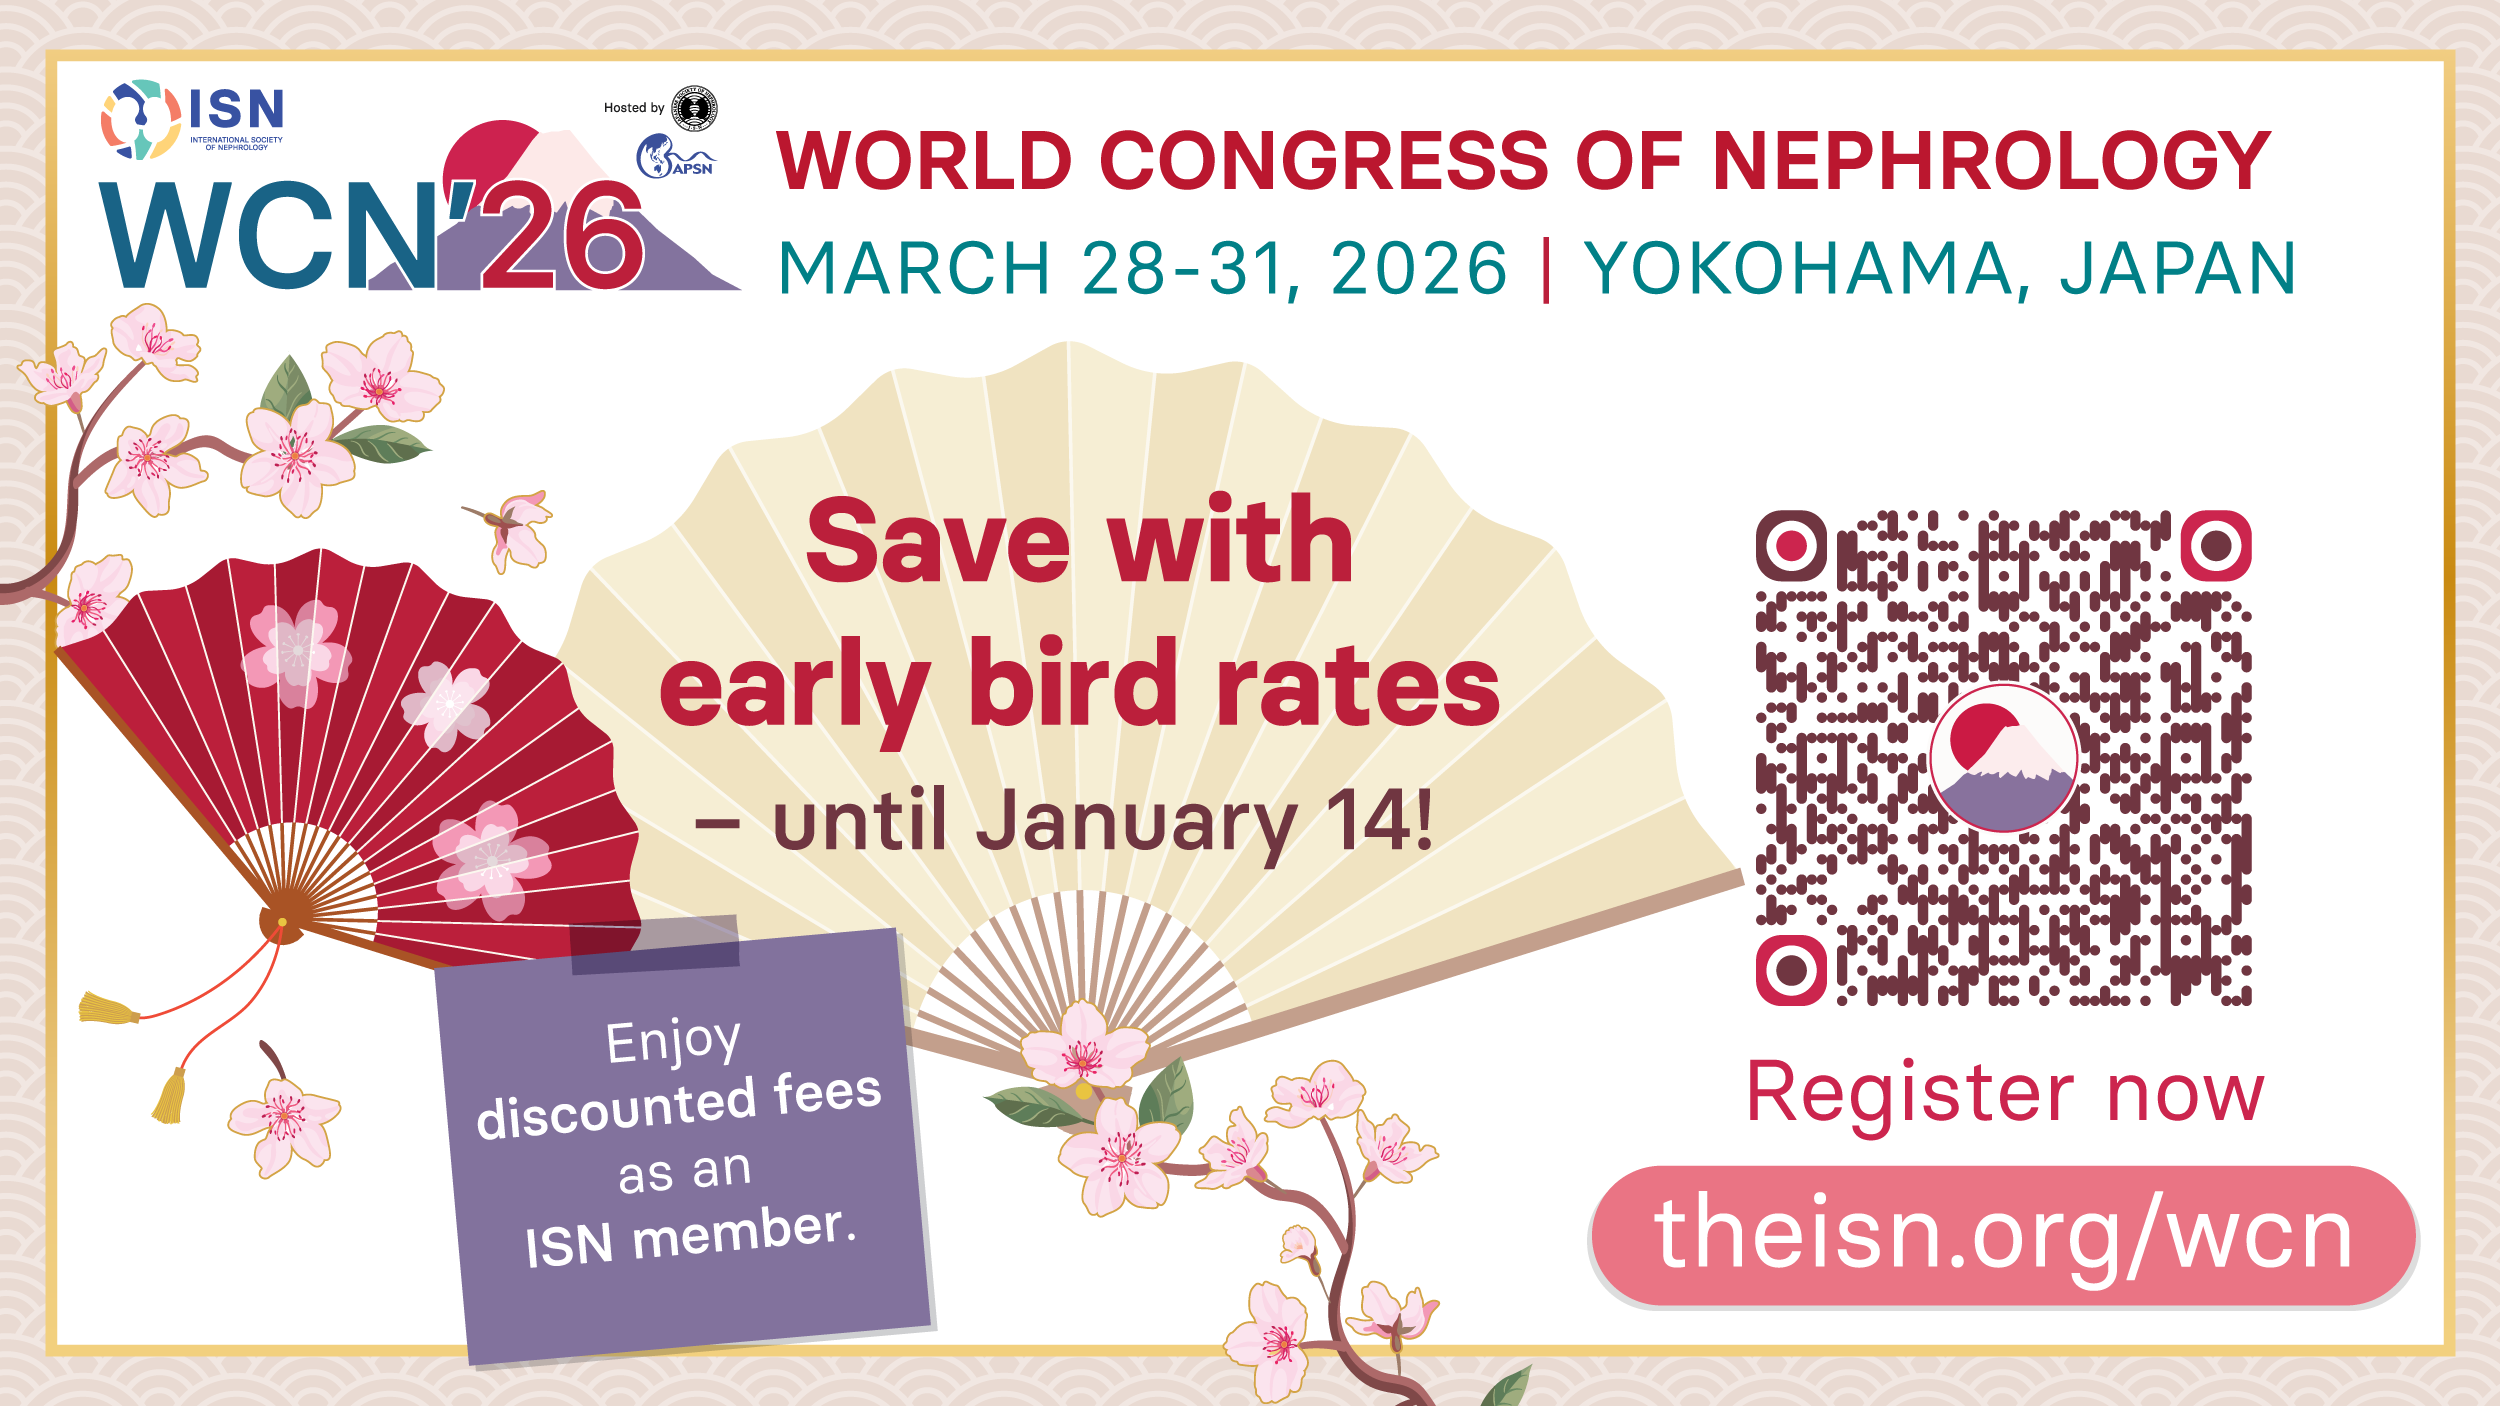 ISN
INTERNATIONAL SOCIETY
OF NEPHROLOGY
WCN'26
Hosted by
APSN
WORLD CONGRESS OF NEPHROLOGY
MARCH 28-31, 2026 | YOKOHAMA, JAPAN
Save with
early bird rates
– until January 14!
Enjoy
discounted fees
as an
ISN member.
Register now
theisn.org/wcn